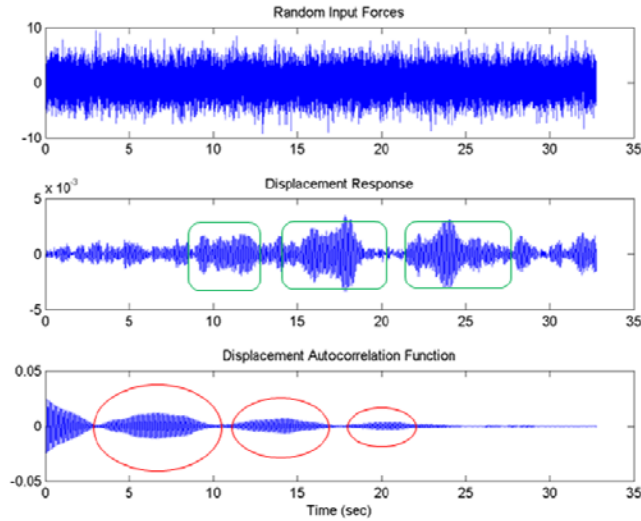 Random Input Forces
10
0
-10
0 5 10 15 20 25 30 35
x 10⁻³
Displacement Response
5
0
-5
0 5 10 15 20 25 30 35
Displacement Autocorrelation Function
0.05
0
-0.05
0 5 10 15 20 25 30 35
Time (sec)